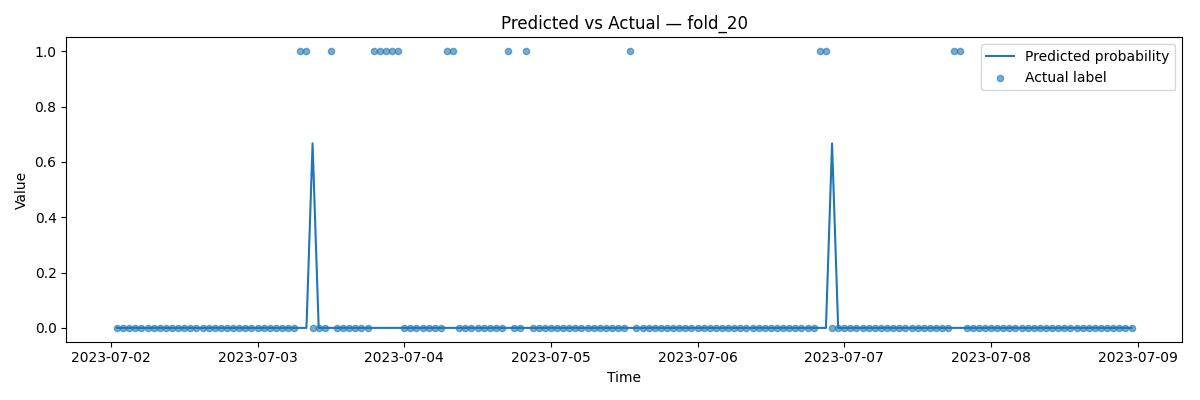 Predicted vs Actual — fold_20
Value
1.0
0.8
0.6
0.4
0.2
0.0
Predicted probability
Actual label
2023-07-02 2023-07-03 2023-07-04 2023-07-05 2023-07-06 2023-07-07 2023-07-08 2023-07-09
Time